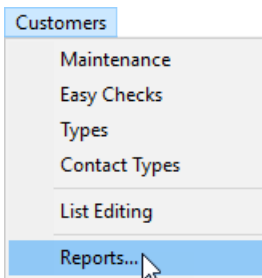 Customers
Maintenance
Easy Checks
Types
Contact Types
List Editing
Reports...